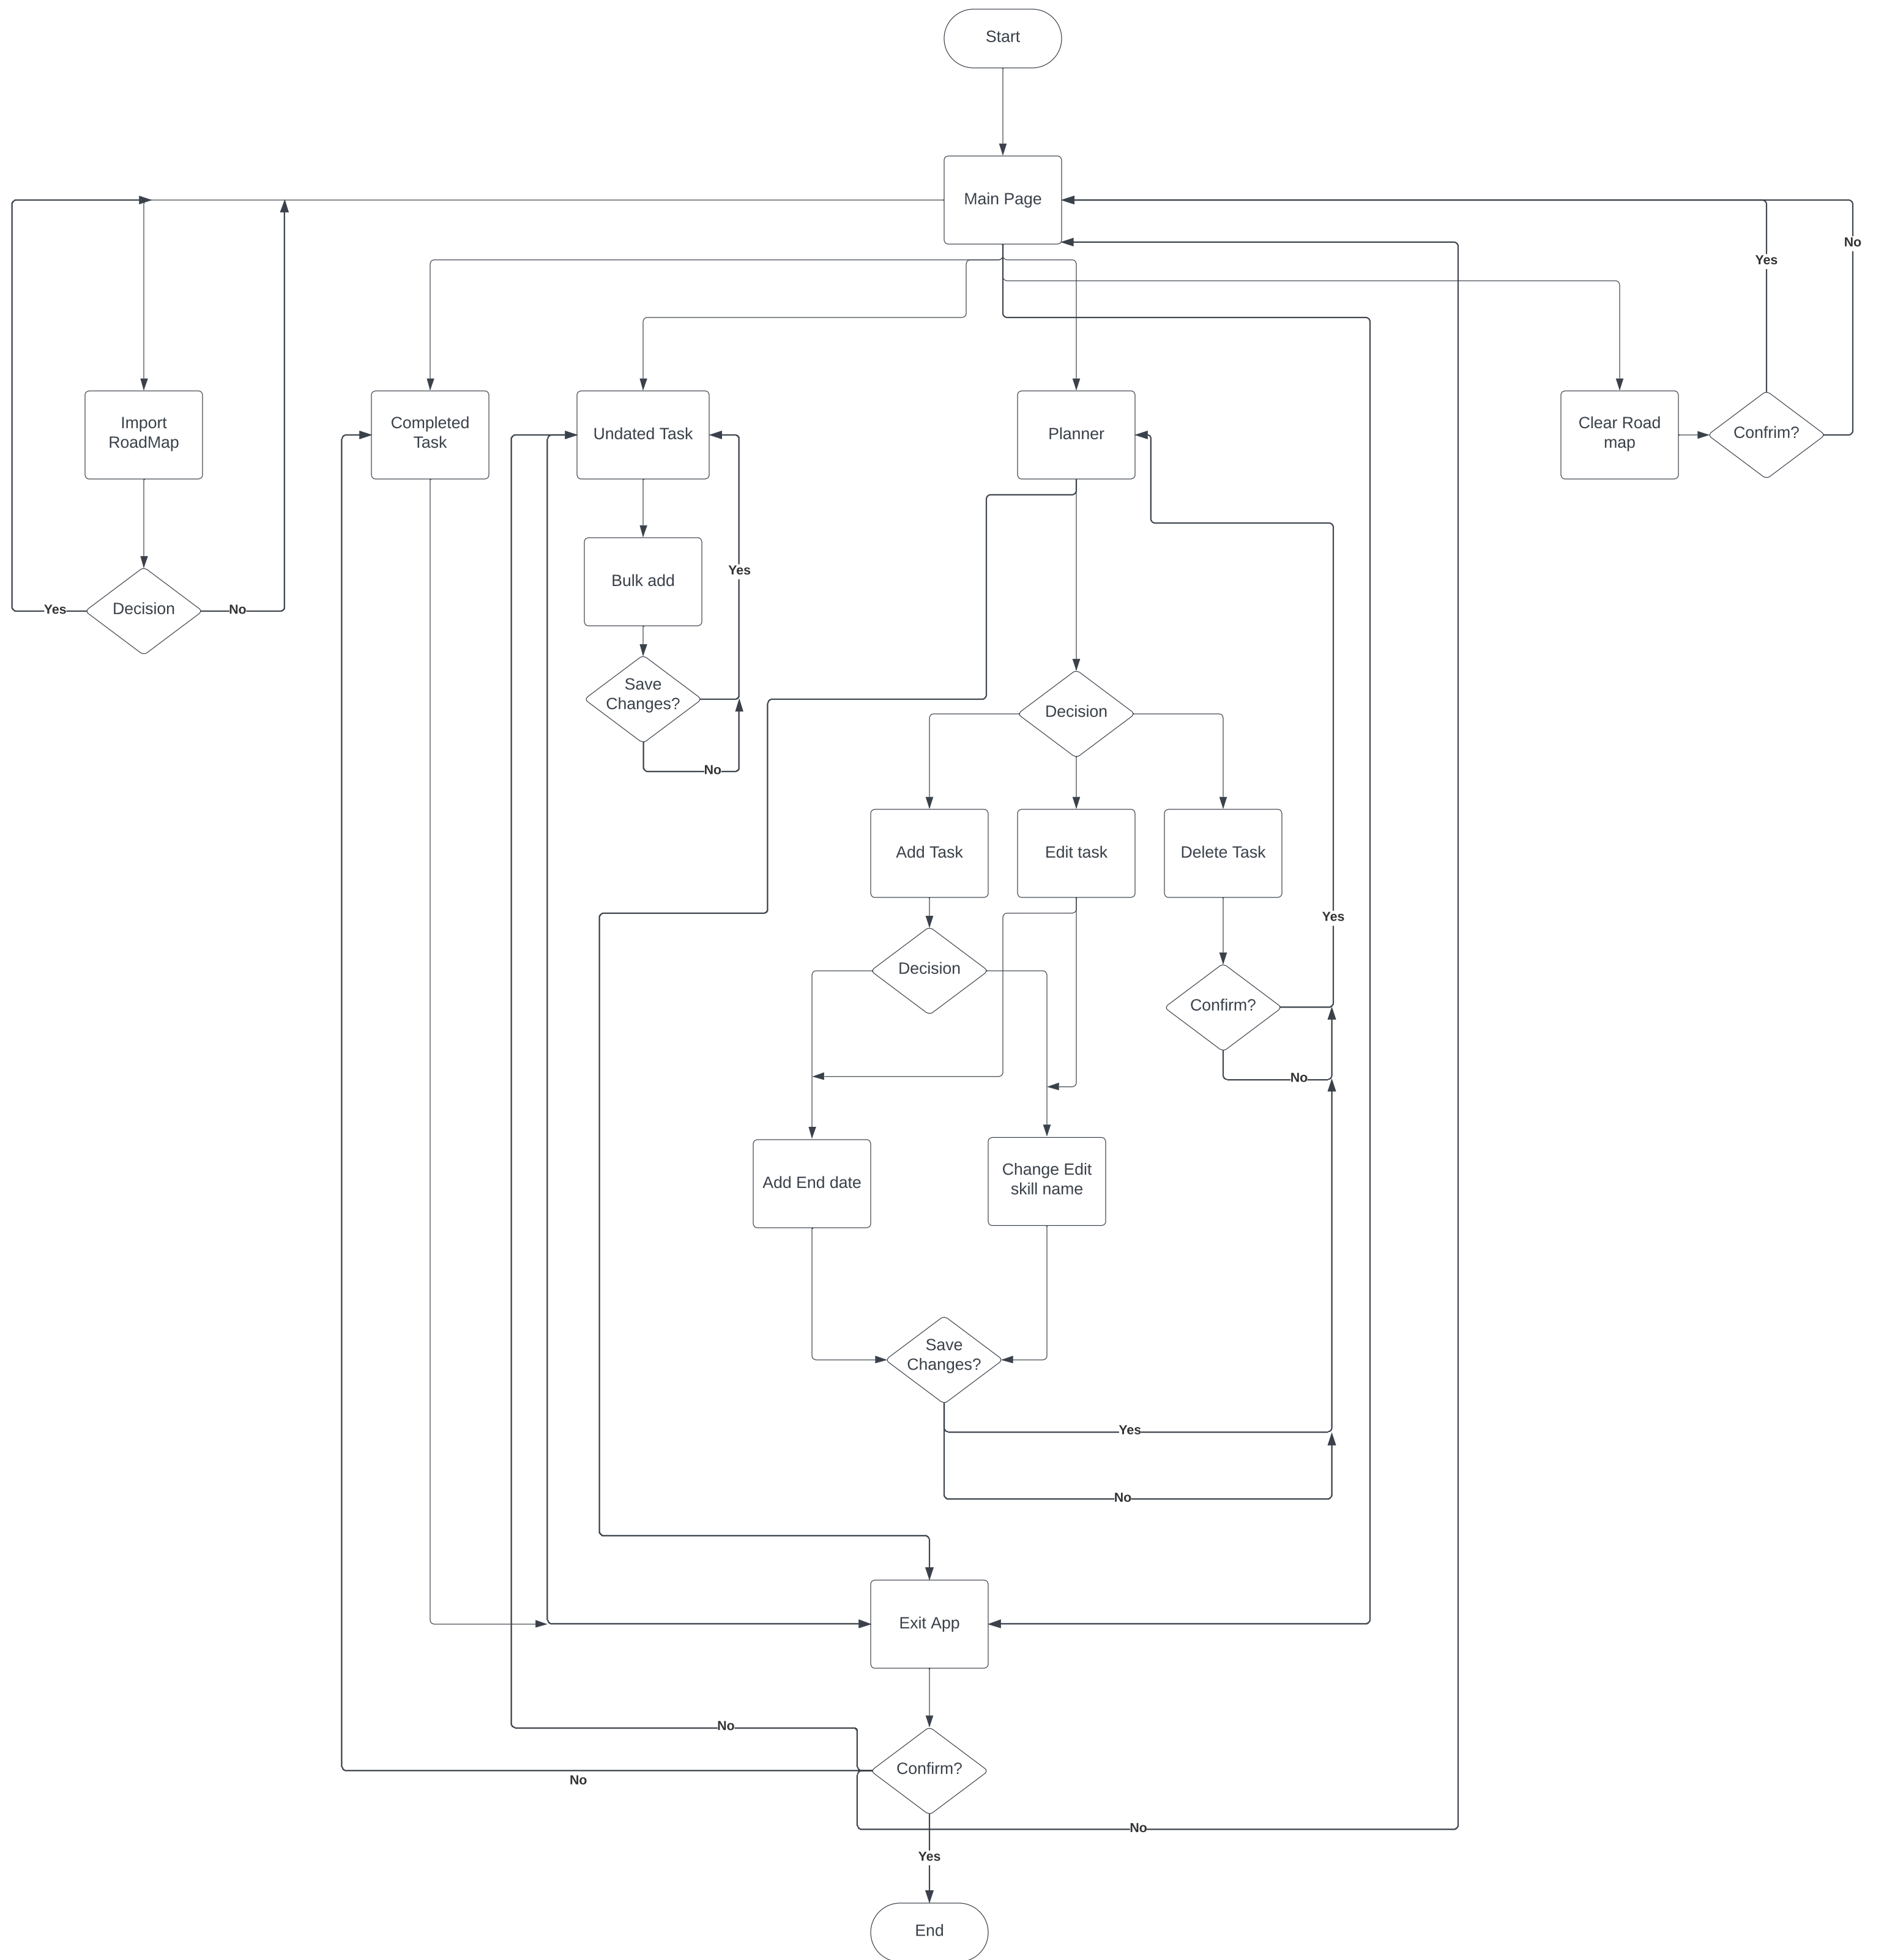 Start
Main Page
No
Yes
Import
RoadMap
Completed
Task
Undated Task
Planner
Clear Road
map
Confrim?
Bulk add
Yes
Yes
Decision
No
Save
Changes?
Decision
No
Add Task
Edit task
Delete Task
Yes
Decision
Confirm?
No
Add End date
Change Edit
skill name
Save
Changes?
Yes
No
Exit App
No
Confirm?
No
No
Yes
End